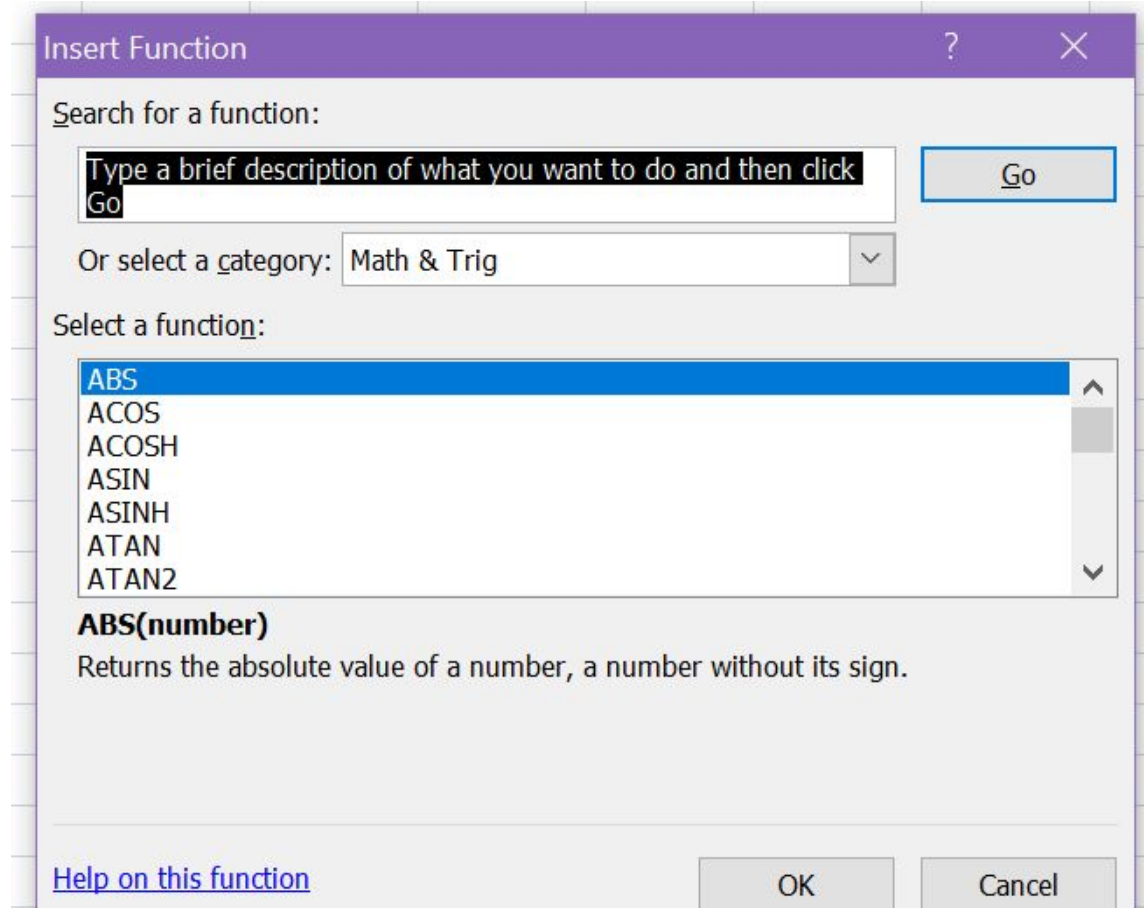 Insert Function
?
Search for a function:
Type a brief description of what you want to do and then click
Go
Go
Or select a category: Math & Trig
Select a function:
ABS
ACOS
ACOSH
ASIN
ASINH
ATAN
ATAN2
ABS(number)
Returns the absolute value of a number, a number without its sign.
Help on this function
OK
Cancel